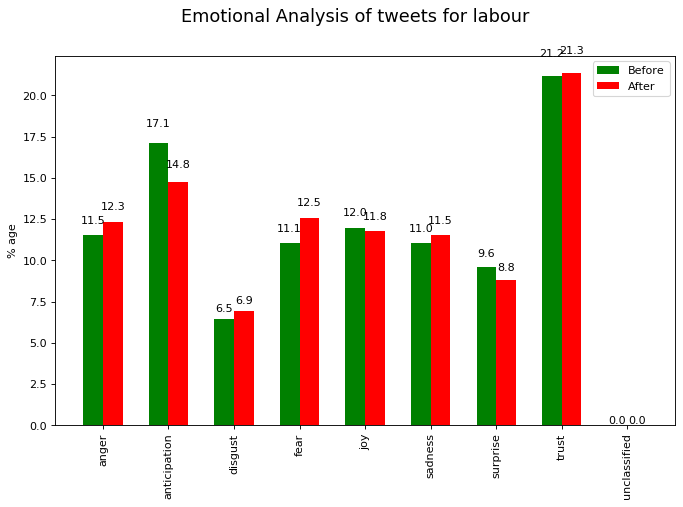 Emotional Analysis of tweets for labour
Before
After
% age
20.0
17.5
15.0
12.5
10.0
7.5
5.0
2.5
0.0
11.5 12.3
17.1 14.8
6.5 6.9
11.1 12.5
12.0 11.8
11.0 11.5
9.6 8.8
21.2 21.3
0.0 0.0
anger
anticipation
disgust
fear
joy
sadness
surprise
trust
unclassified